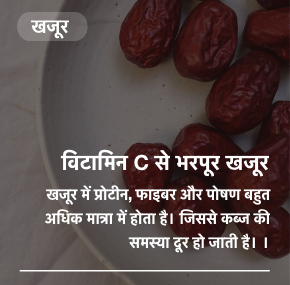 खजूर
विटामिन C से भरपूर खजूर
खजूर में प्रोटीन, फाइबर और पोषण बहुत
अधिक मात्रा में होता है। जिससे कब्ज की
समस्या दूर हो जाती है। ।